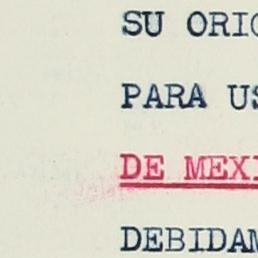 SU ORIG
PARA US
DE MEXI
DEBIDAM